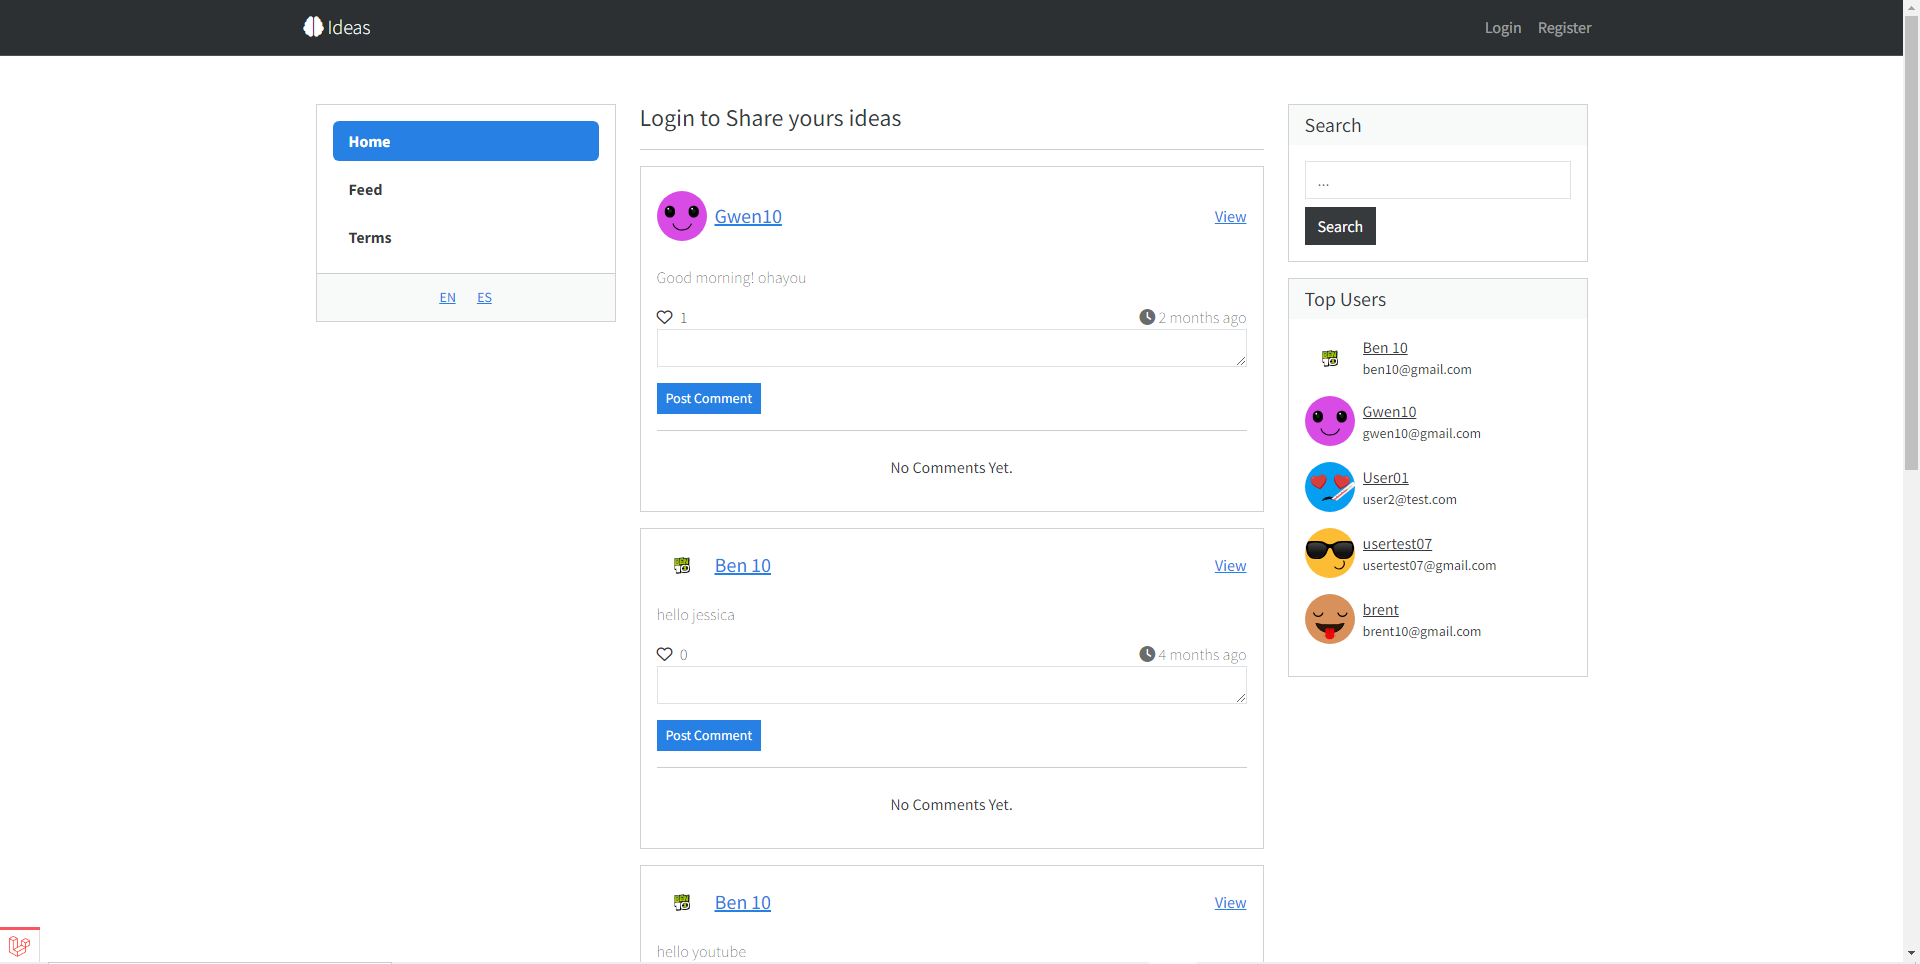 Ideas
Login Register
Home
Feed
Terms
EN ES
Login to Share yours ideas
Gwen10
View
Good morning! ohayou
1
2 months ago
Post Comment
No Comments Yet.
Ben 10
View
hello jessica
0
4 months ago
Post Comment
No Comments Yet.
Ben 10
View
hello youtube
Search
...
Search
Top Users
Ben 10
ben10@gmail.com
Gwen10
gwen10@gmail.com
User01
user2@test.com
usertest07
usertest07@gmail.com
brent
brent10@gmail.com